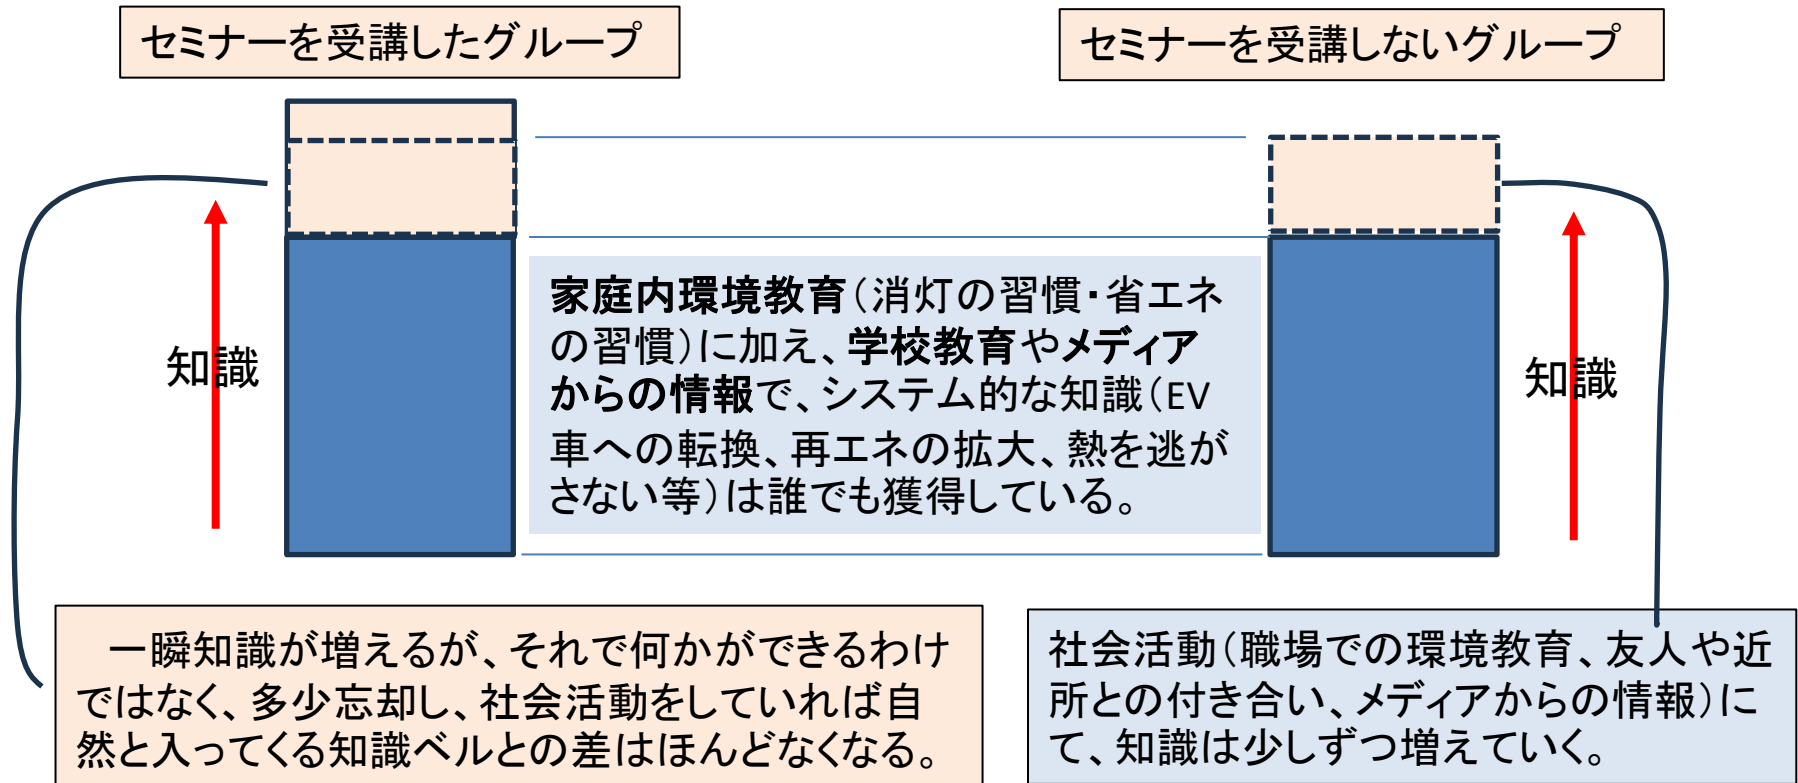 セミナーを受講したグループ
セミナーを受講しないグループ
知識
家庭内環境教育(消灯の習慣・省エネ
の習慣)に加え、学校教育やメディア
からの情報で、システム的な知識(EV
車への転換、再エネの拡大、熱を逃が
さない等)は誰でも獲得している。
知識
一瞬知識が増えるが、それで何かができるわけ
ではなく、多少忘却し、社会活動をしていれば自
然と入ってくる知識ベルとの差はほんどなくなる。
社会活動(職場での環境教育、友人や近
所との付き合い、メディアからの情報)に
て、知識は少しずつ増えていく。